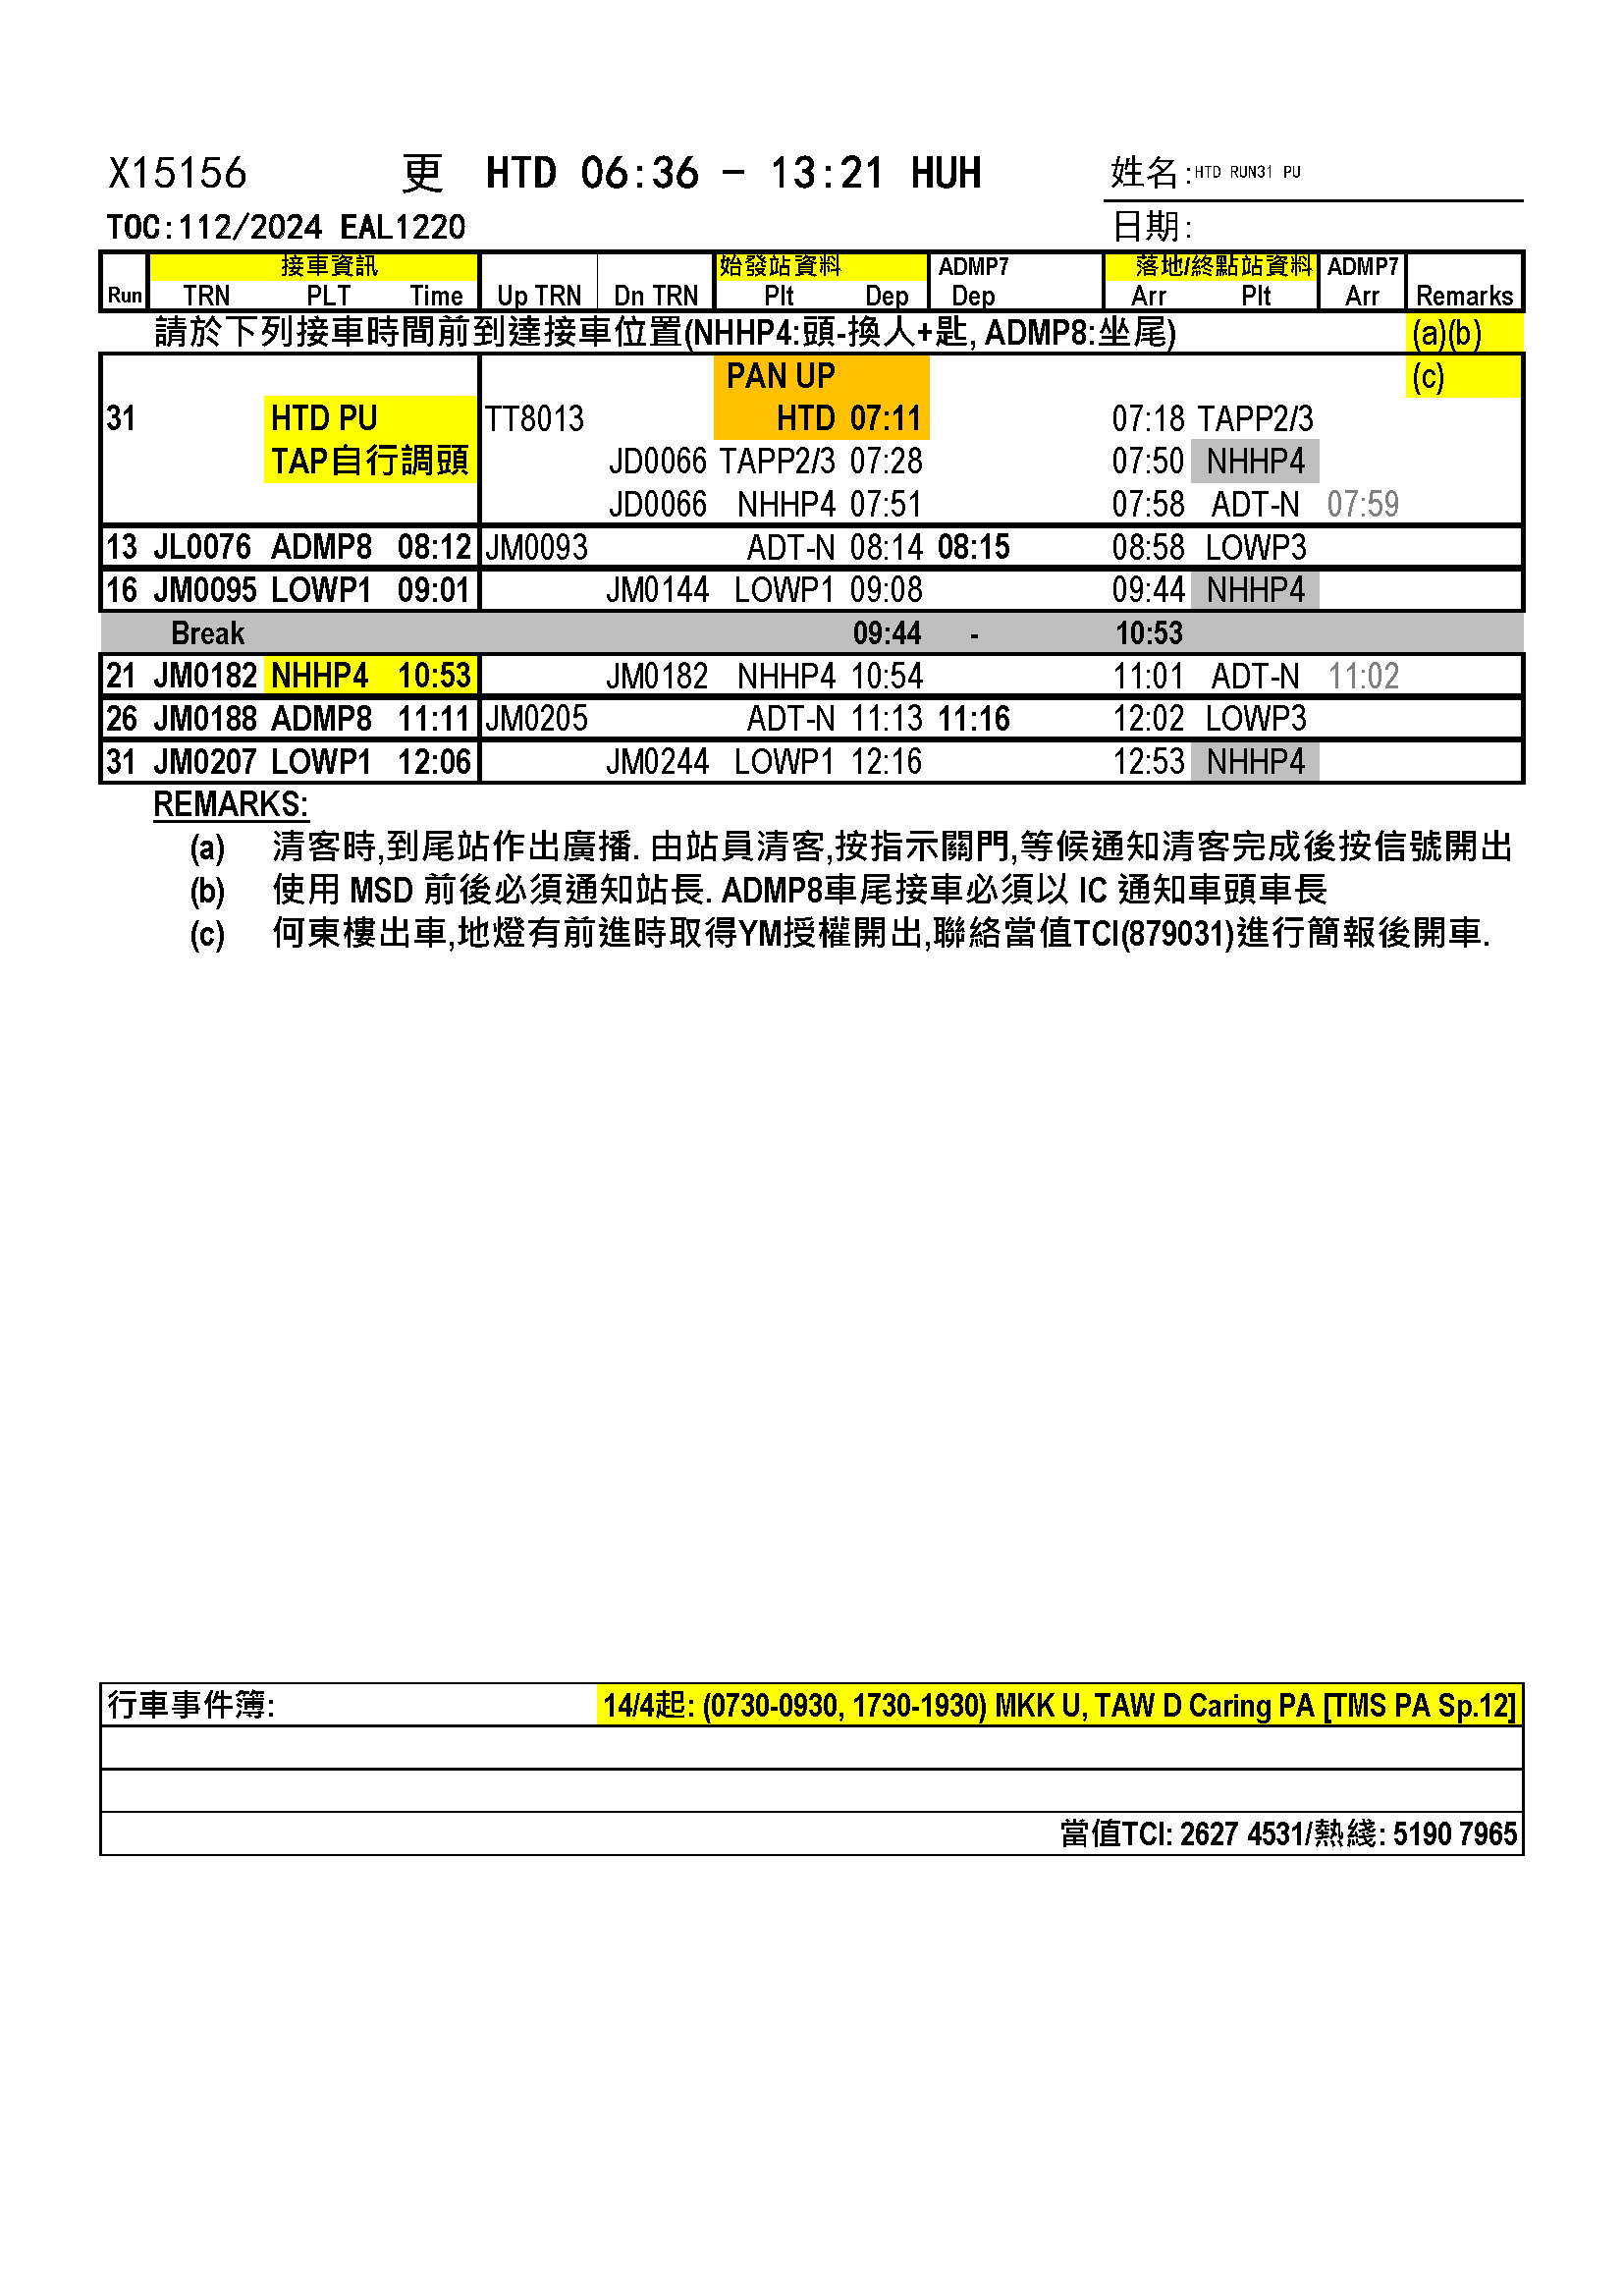 X15156 更 HTD 06:36 - 13:21 HUH 姓名:HTD RUN31 PU
TOC:112/2024 EAL1220 日期:
接車資訊 始發站資料 ADMP7 落地/終點站資料 ADMP7
Run TRN PLT Time Up TRN Dn TRN Plt Dep Dep Arr Plt Arr Remarks
請於下列接車時間前到達接車位置(NHHP4:頭-換人+匙, ADMP8:坐尾) (a)(b)
PAN UP (c)
31 HTD PU TT8013 HTD 07:11 07:18 TAPP2/3
TAP自行調頭 JD0066 TAPP2/3 07:28 07:50 NHHP4
JD0066 NHHP4 07:51 07:58 ADT-N 07:59
13 JL0076 ADMP8 08:12 JM0093 ADT-N 08:14 08:15 08:58 LOWP3
16 JM0095 LOWP1 09:01 JM0144 LOWP1 09:08 09:44 NHHP4
Break 09:44 - 10:53
21 JM0182 NHHP4 10:53 JM0182 NHHP4 10:54 11:01 ADT-N 11:02
26 JM0188 ADMP8 11:11 JM0205 ADT-N 11:13 11:16 12:02 LOWP3
31 JM0207 LOWP1 12:06 JM0244 LOWP1 12:16 12:53 NHHP4
REMARKS:
(a) 清客時,到尾站作出廣播. 由站員清客,按指示關門,等候通知清客完成後按信號開出
(b) 使用 MSD 前後必須通知站長. ADMP8車尾接車必須以 IC 通知車頭車長
(c) 何東樓出車,地燈有前進時取得YM授權開出,聯絡當值TCI(879031)進行簡報後開車.
行車事件簿: 14/4起: (0730-0930, 1730-1930) MKK U, TAW D Caring PA [TMS PA Sp.12]
當值TCI: 2627 4531/熱綫: 5190 7965